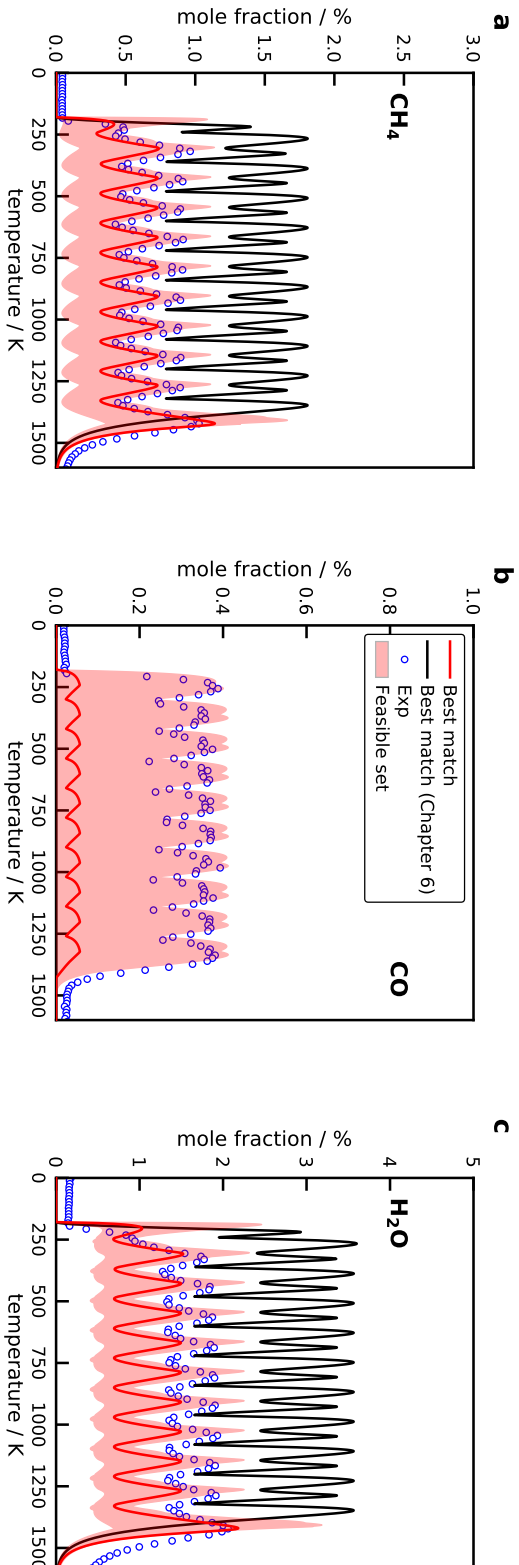 a
CH₄
mole fraction / %
3.0
2.5
2.0
1.5
1.0
0.5
0.0
0 250 500 750 1000 1250 1500
temperature / K
b
CO
Best match
Best match (Chapter 6)
Exp
Feasible set
mole fraction / %
1.0
0.8
0.6
0.4
0.2
0.0
0 250 500 750 1000 1250 1500
temperature / K
c
H₂O
mole fraction / %
5
4
3
2
1
0
0 250 500 750 1000 1250 1500
temperature / K